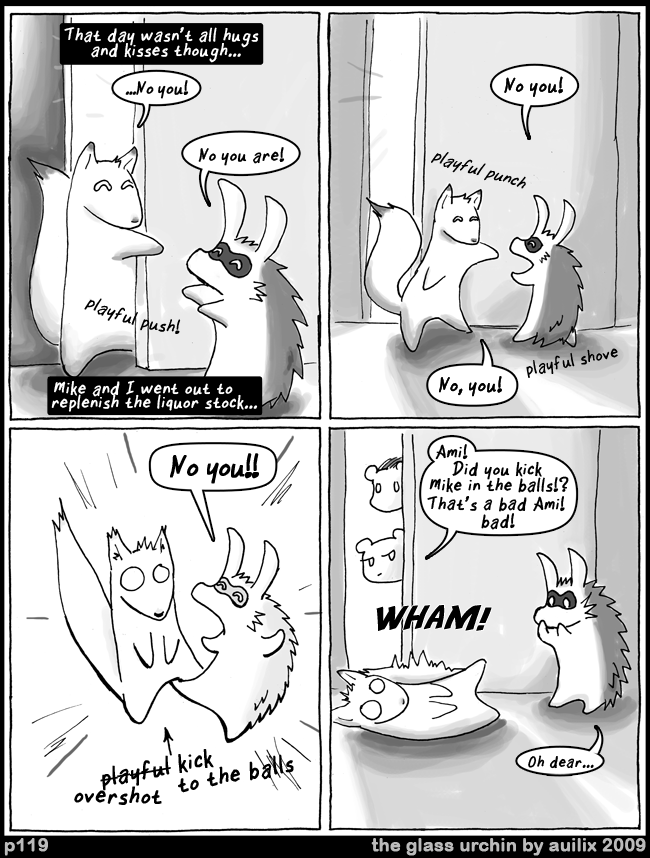 That day wasn't all hugs
and kisses though...
...No you!
No you are!
playful push!
Mike and I went out to
replenish the liquor stock...
No you!
playful punch
No, you!
playful shove
No you!!
playful kick
overshot to the balls
Ami!
Did you kick
Mike in the balls!?
That's a bad Ami!
bad!
WHAM!
Oh dear...
p119
the glass urchin by auilix 2009